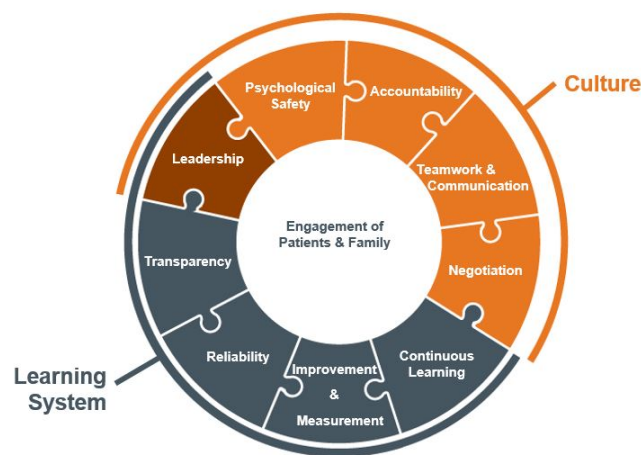 Psychological
Safety
Accountability
Culture
Leadership
Teamwork &
Communication
Engagement of
Patients & Family
Transparency
Negotiation
Reliability
Improvement
&
Measurement
Continuous
Learning
Learning
System